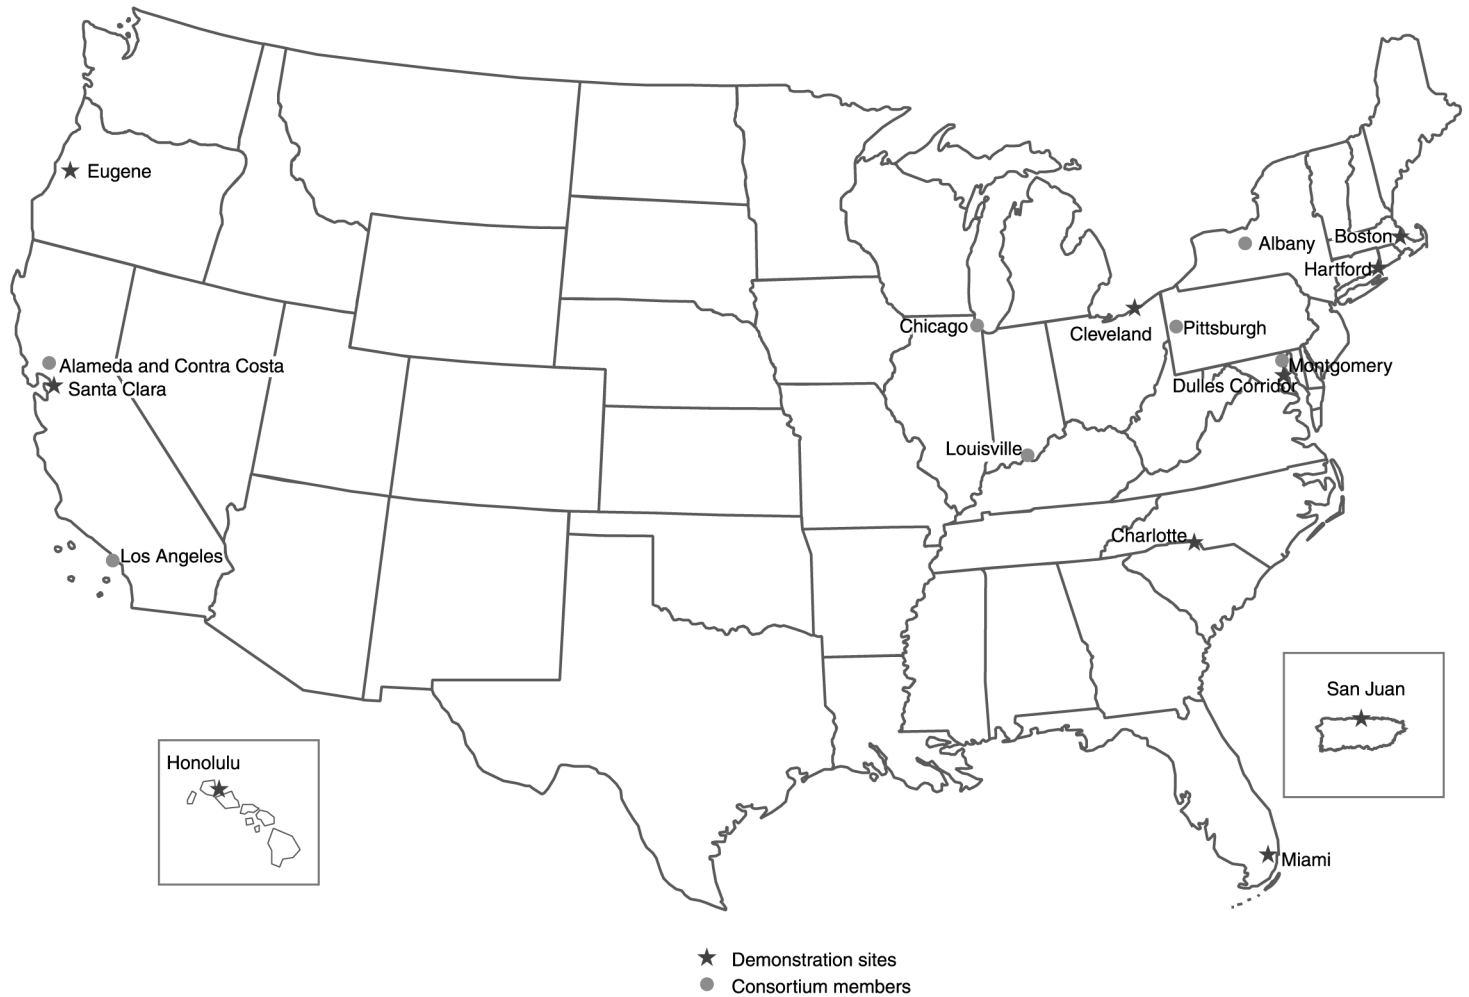 Eugene
Boston
Albany
Hartford
Chicago
Pittsburgh
Cleveland
Alameda and Contra Costa
Montgomery
Santa Clara
Dulles Corridor
Louisville
Charlotte
Los Angeles
San Juan
Honolulu
Miami
Demonstration sites
Consortium members